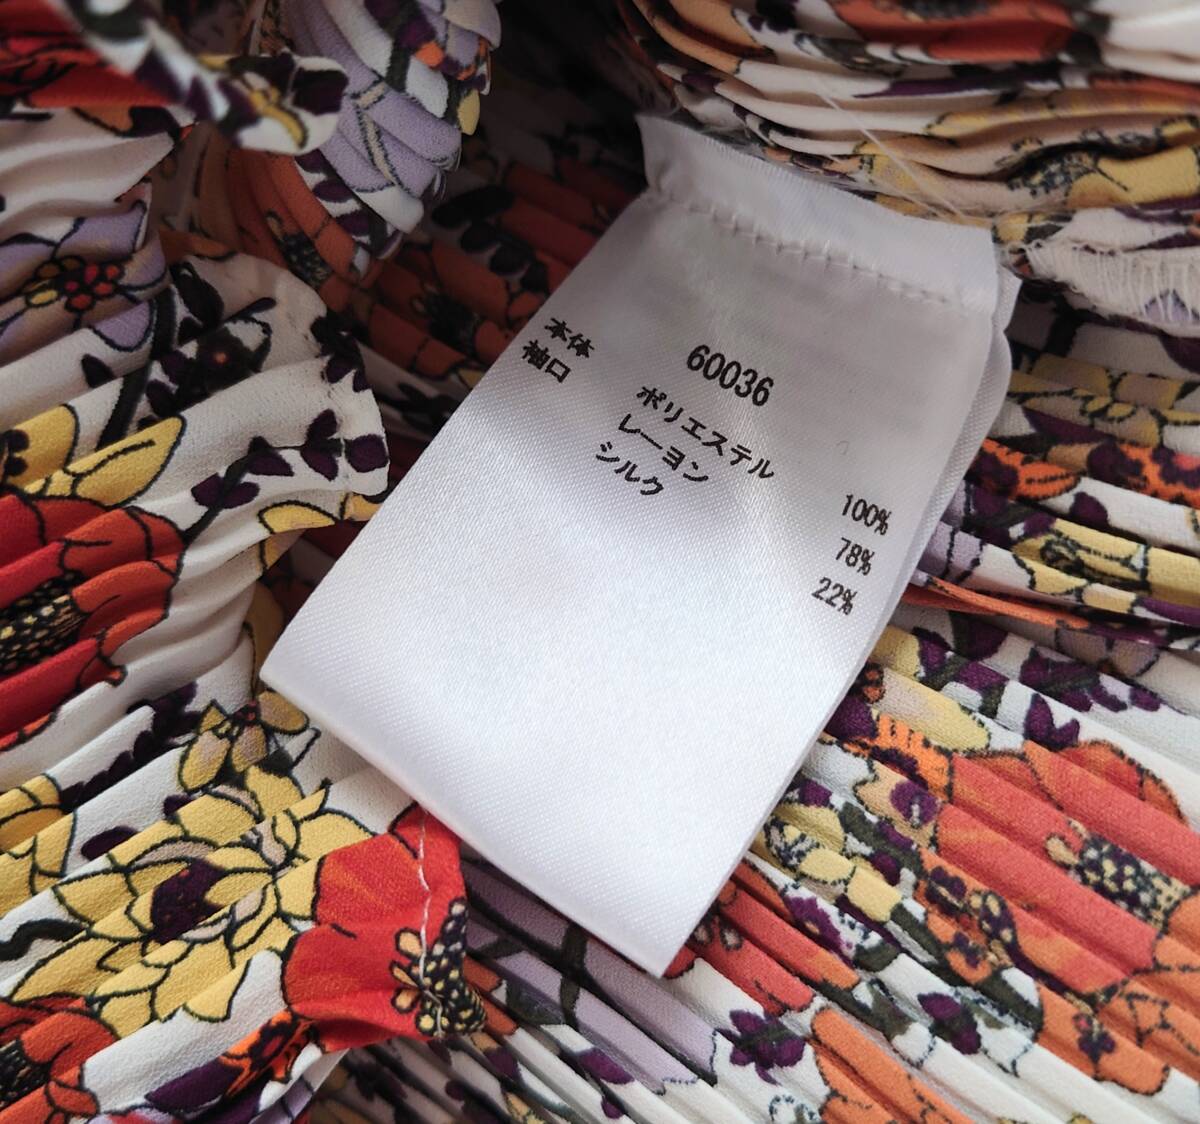 60036
本体 ポリエステル 100%
袖口 レーヨン 78%
シルク 22%